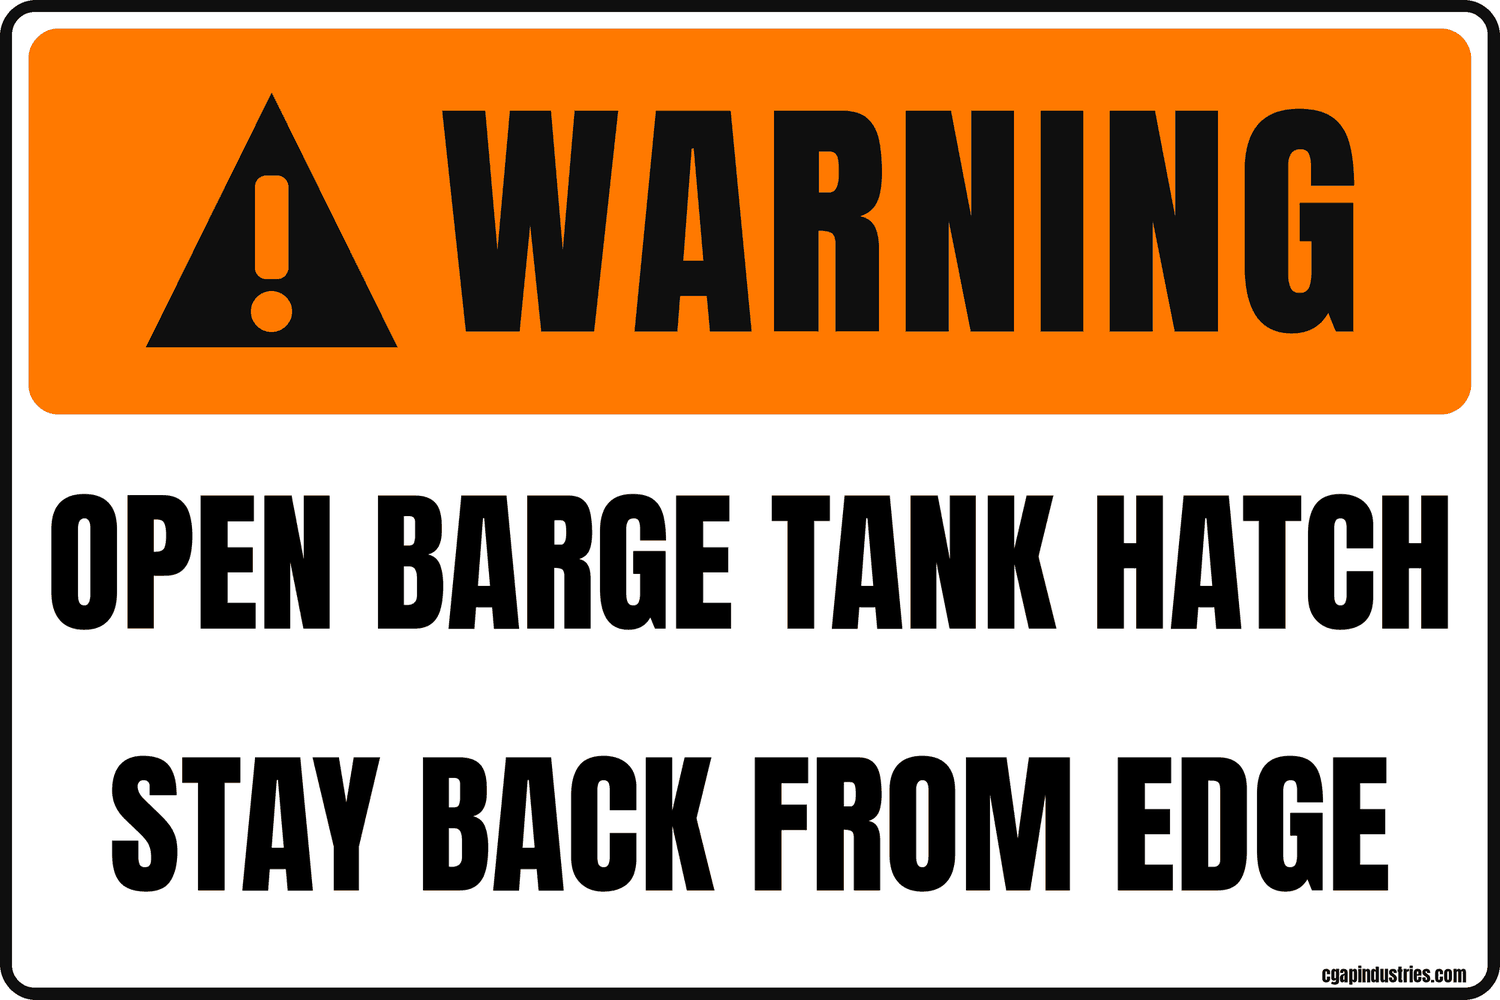 WARNING
OPEN BARGE TANK HATCH
STAY BACK FROM EDGE
cgapindustries.com